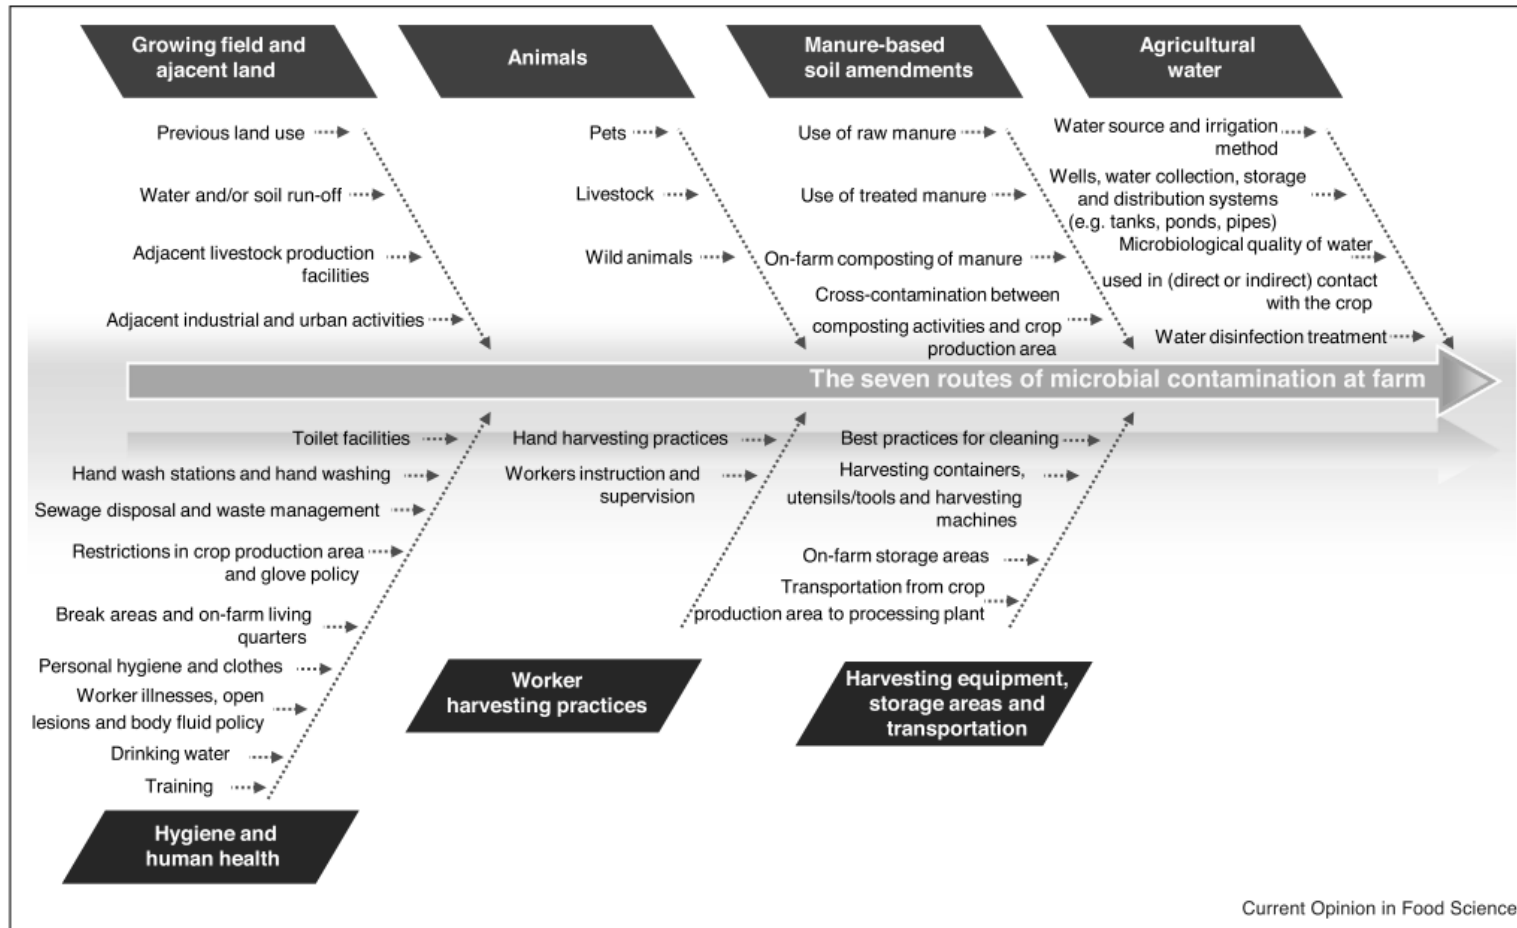 Growing field and
ajacent land
Animals
Manure-based
soil amendments
Agricultural
water
Previous land use
Water and/or soil run-off
Adjacent livestock production
facilities
Adjacent industrial and urban activities
Pets
Livestock
Wild animals
Use of raw manure
Use of treated manure
On-farm composting of manure
Cross-contamination between
composting activities and crop
production area
Water source and irrigation
method
Wells, water collection, storage
and distribution systems
(e.g. tanks, ponds, pipes)
Microbiological quality of water
used in (direct or indirect) contact
with the crop
Water disinfection treatment
The seven routes of microbial contamination at farm
Toilet facilities
Hand wash stations and hand washing
Sewage disposal and waste management
Restrictions in crop production area
and glove policy
Break areas and on-farm living
quarters
Personal hygiene and clothes
Worker illnesses, open
lesions and body fluid policy
Drinking water
Training
Hygiene and
human health
Hand harvesting practices
Workers instruction and
supervision
Worker
harvesting practices
Best practices for cleaning
Harvesting containers,
utensils/tools and harvesting
machines
On-farm storage areas
Transportation from crop
production area to processing plant
Harvesting equipment,
storage areas and
transportation
Current Opinion in Food Science